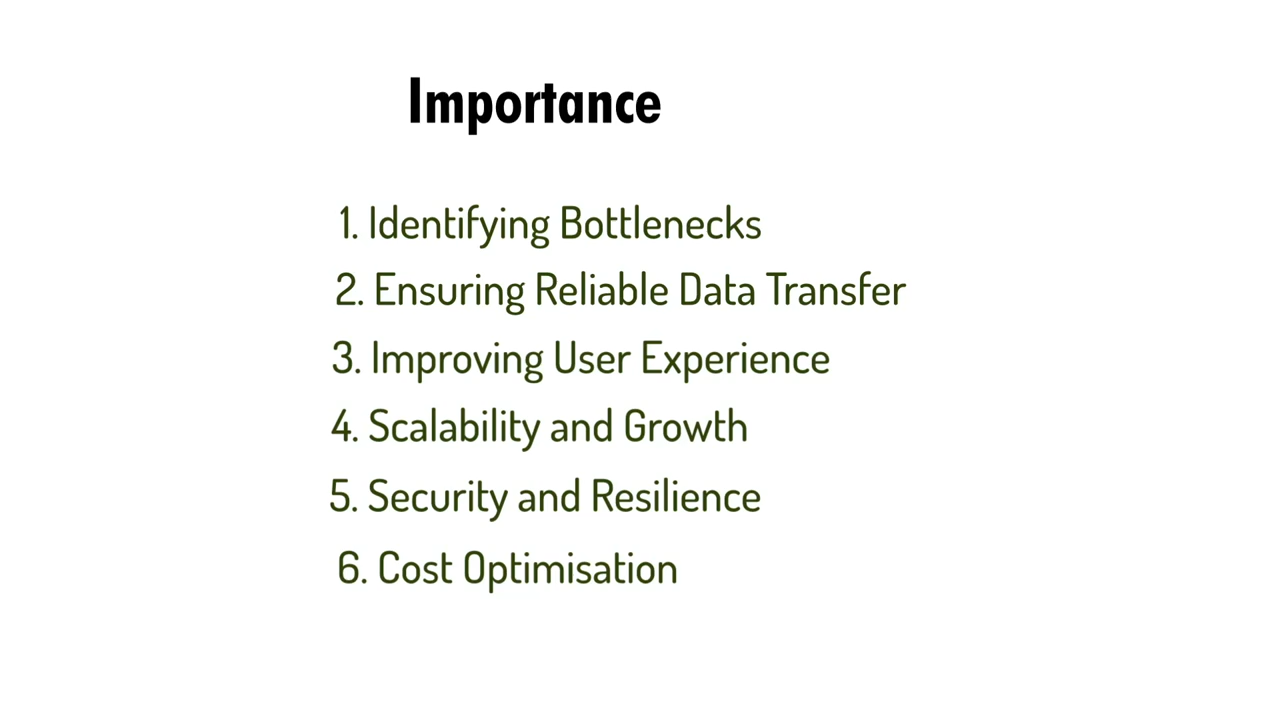 Importance
1. Identifying Bottlenecks
2. Ensuring Reliable Data Transfer
3. Improving User Experience
4. Scalability and Growth
5. Security and Resilience
6. Cost Optimisation